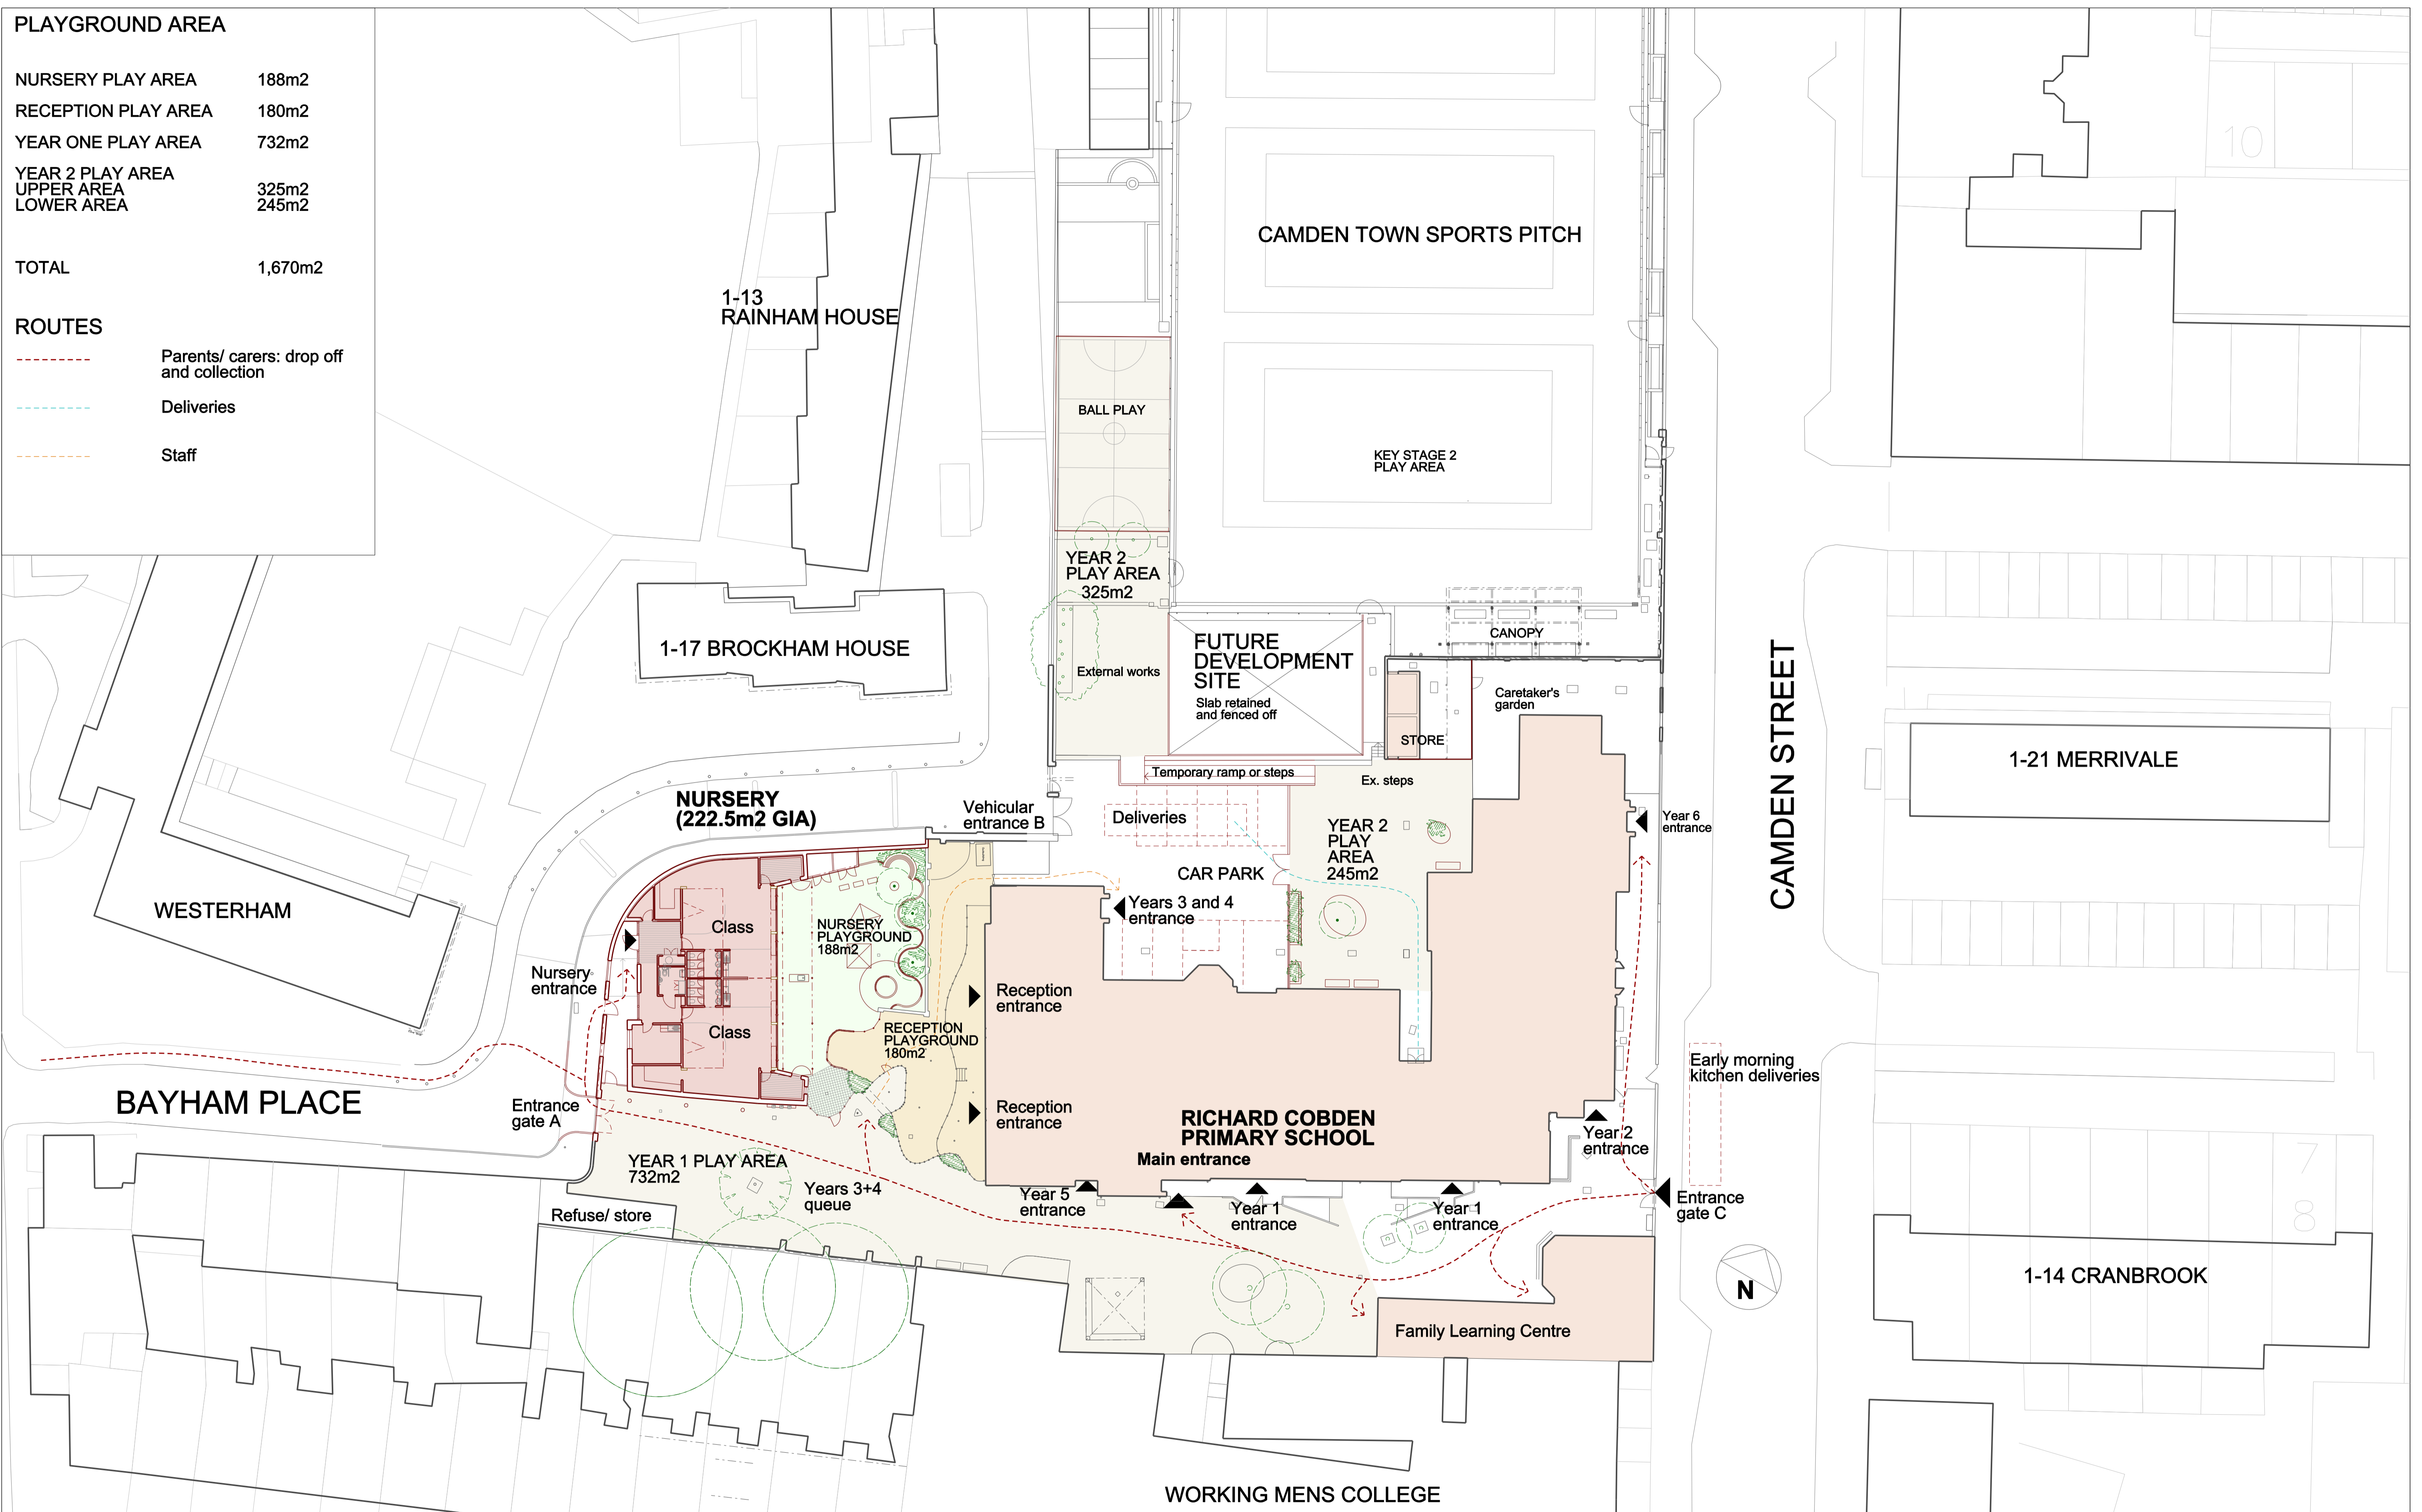 PLAYGROUND AREA
NURSERY PLAY AREA 188m2
RECEPTION PLAY AREA 180m2
YEAR ONE PLAY AREA 732m2
YEAR 2 PLAY AREA
UPPER AREA 325m2
LOWER AREA 245m2
TOTAL 1,670m2
ROUTES
Parents/ carers: drop off
and collection
Deliveries
Staff
1-13
RAINHAM HOUSE
CAMDEN TOWN SPORTS PITCH
10
BALL PLAY
KEY STAGE 2
PLAY AREA
YEAR 2
PLAY AREA
325m2
1-17 BROCKHAM HOUSE
External works
FUTURE
DEVELOPMENT
SITE
Slab retained
and fenced off
CANOPY
Caretaker's
garden
STORE
CAMDEN STREET
1-21 MERRIVALE
Temporary ramp or steps
Ex. steps
NURSERY
(222.5m2 GIA)
Vehicular
entrance B
Deliveries
YEAR 2
PLAY
AREA
245m2
Year 6
entrance
CAR PARK
WESTERHAM
Class
NURSERY
PLAYGROUND
188m2
Years 3 and 4
entrance
Nursery
entrance
Reception
entrance
Class
RECEPTION
PLAYGROUND
180m2
Early morning
kitchen deliveries
BAYHAM PLACE
Entrance
gate A
Reception
entrance
RICHARD COBDEN
PRIMARY SCHOOL
Main entrance
Year 2
entrance
YEAR 1 PLAY AREA
732m2
Years 3+4
queue
Year 5
entrance
Year 1
entrance
Year 1
entrance
Entrance
gate C
7
8
Refuse/ store
N
1-14 CRANBROOK
Family Learning Centre
WORKING MENS COLLEGE